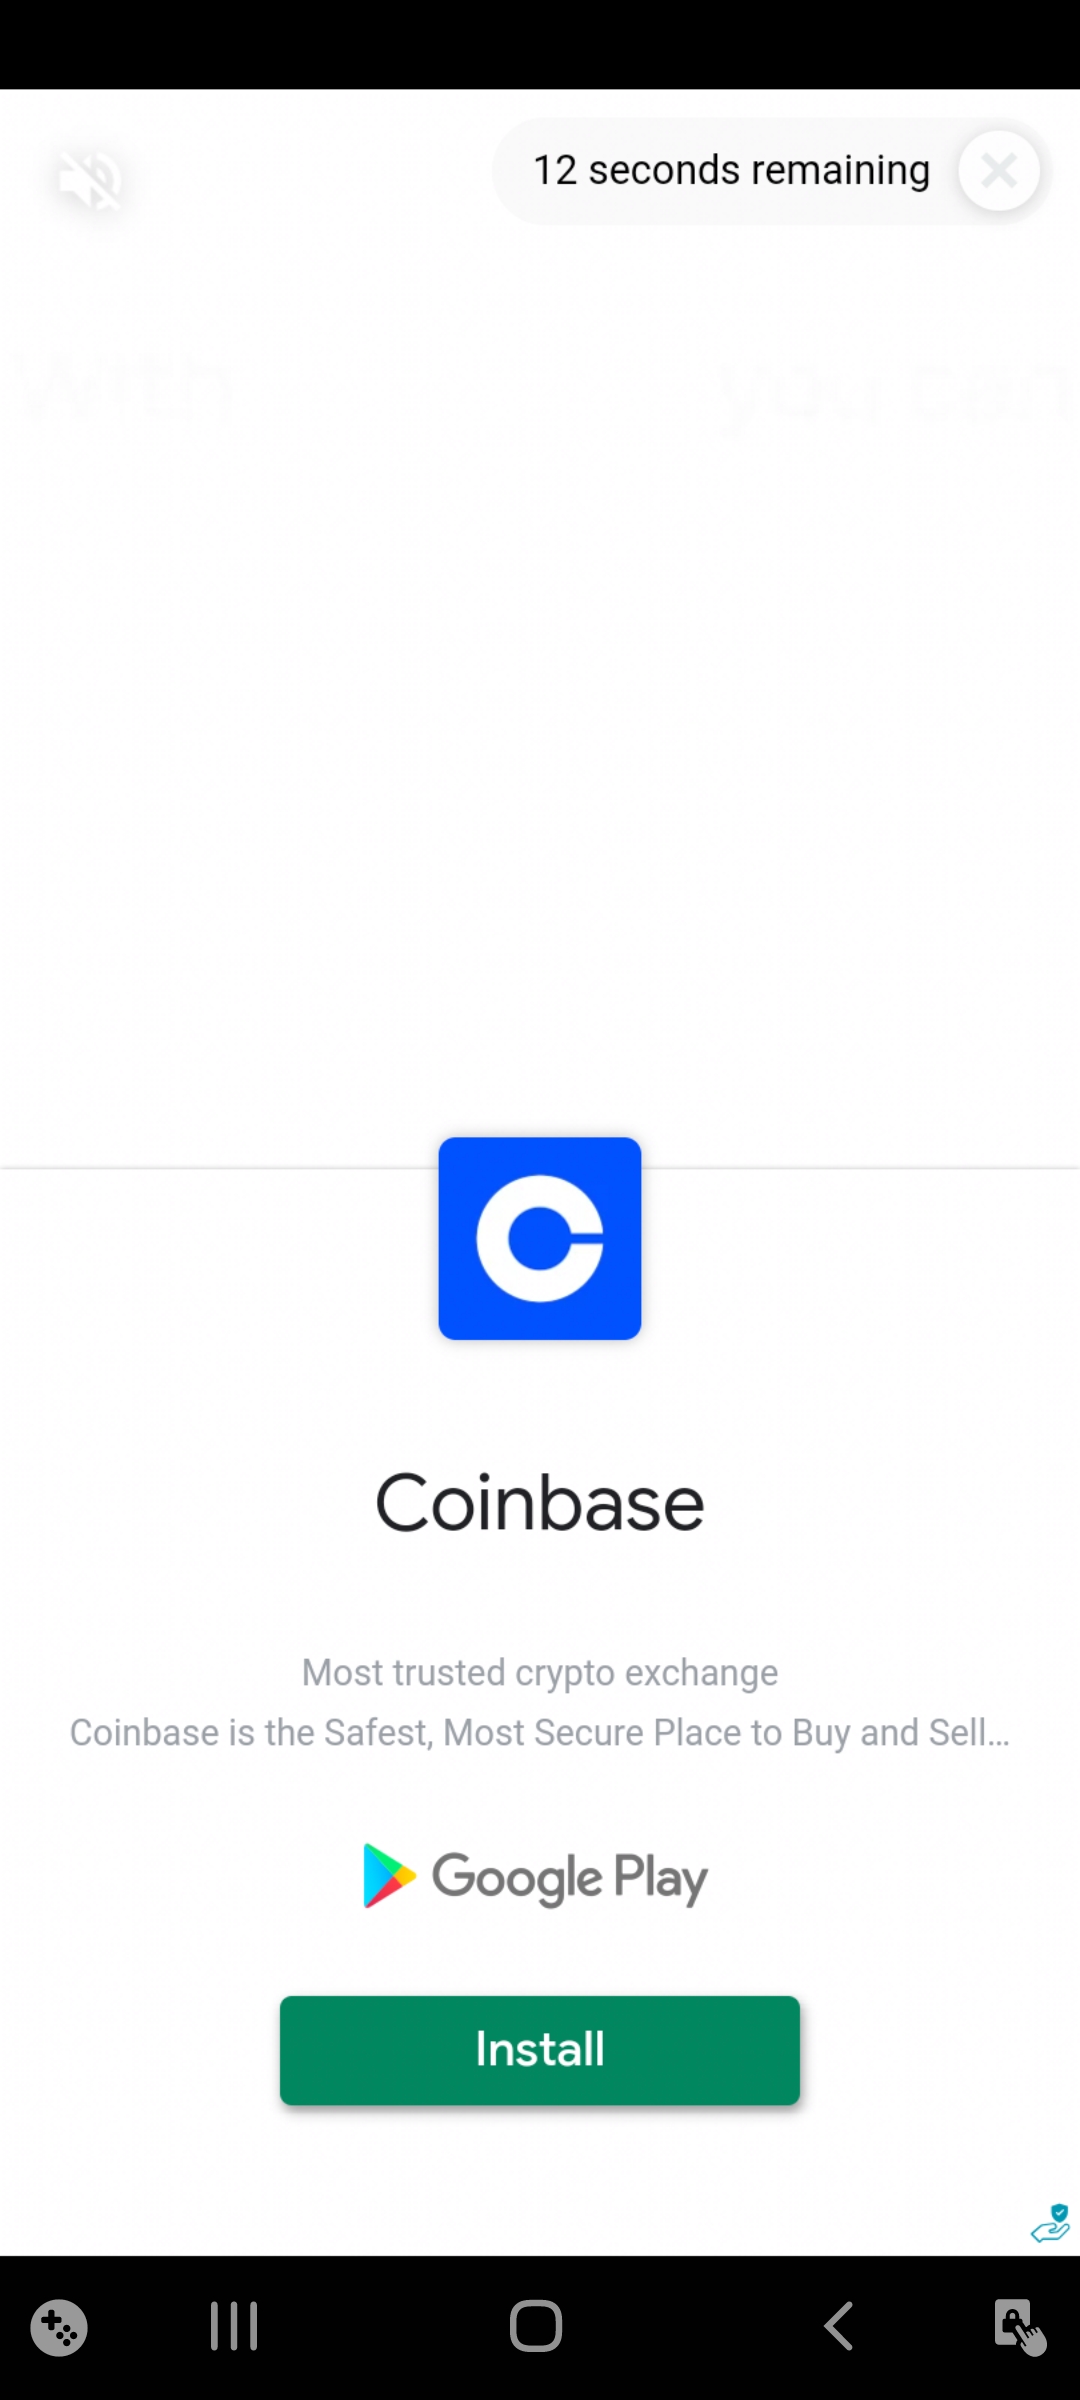 12 seconds remaining
With you can
Coinbase
Most trusted crypto exchange
Coinbase is the Safest, Most Secure Place to Buy and Sell...
Google Play
Install